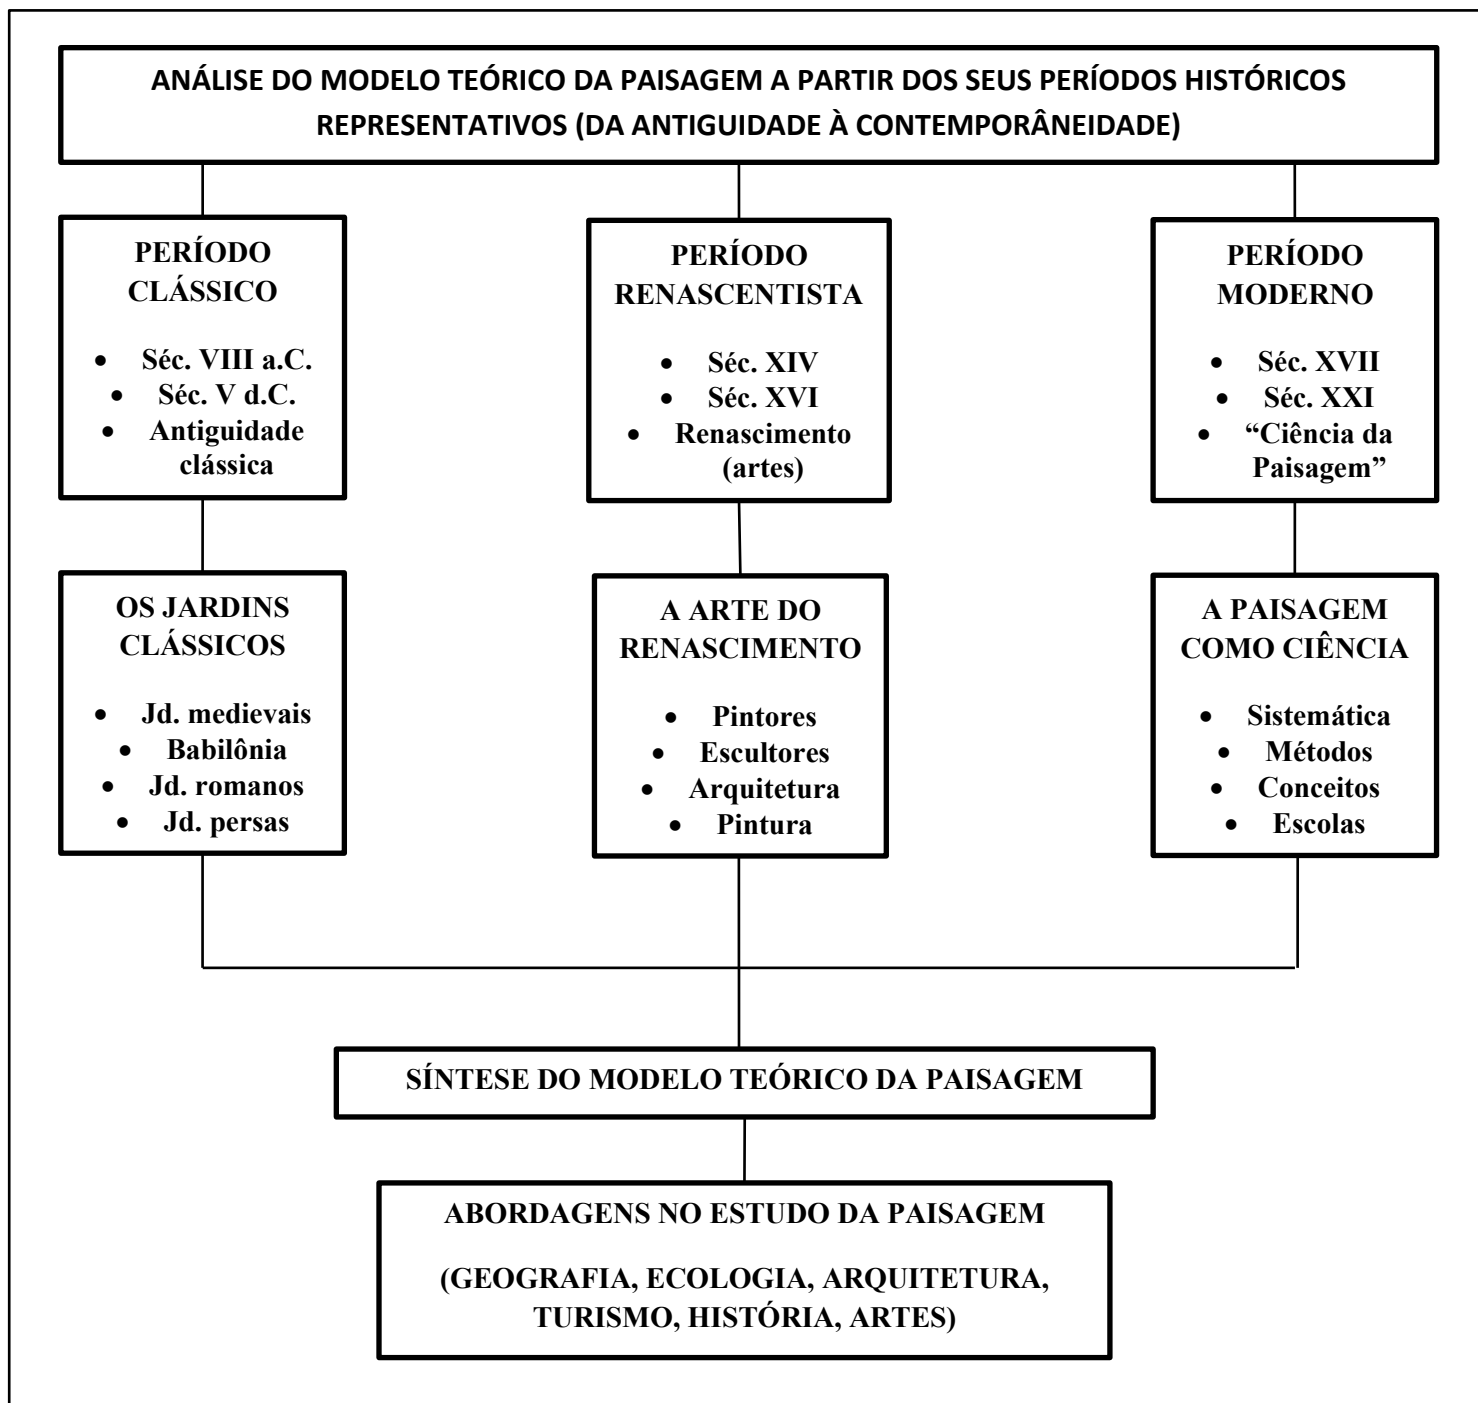 ANÁLISE DO MODELO TEÓRICO DA PAISAGEM A PARTIR DOS SEUS PERÍODOS HISTÓRICOS
REPRESENTATIVOS (DA ANTIGUIDADE À CONTEMPORÂNEIDADE)
PERÍODO
CLÁSSICO
• Séc. VIII a.C.
• Séc. V d.C.
• Antiguidade
clássica
PERÍODO
RENASCENTISTA
• Séc. XIV
• Séc. XVI
• Renascimento
(artes)
PERÍODO
MODERNO
• Séc. XVII
• Séc. XXI
• “Ciência da
Paisagem”
OS JARDINS
CLÁSSICOS
• Jd. medievais
• Babilônia
• Jd. romanos
• Jd. persas
A ARTE DO
RENASCIMENTO
• Pintores
• Escultores
• Arquitetura
• Pintura
A PAISAGEM
COMO CIÊNCIA
• Sistemática
• Métodos
• Conceitos
• Escolas
SÍNTESE DO MODELO TEÓRICO DA PAISAGEM
ABORDAGENS NO ESTUDO DA PAISAGEM
(GEOGRAFIA, ECOLOGIA, ARQUITETURA,
TURISMO, HISTÓRIA, ARTES)